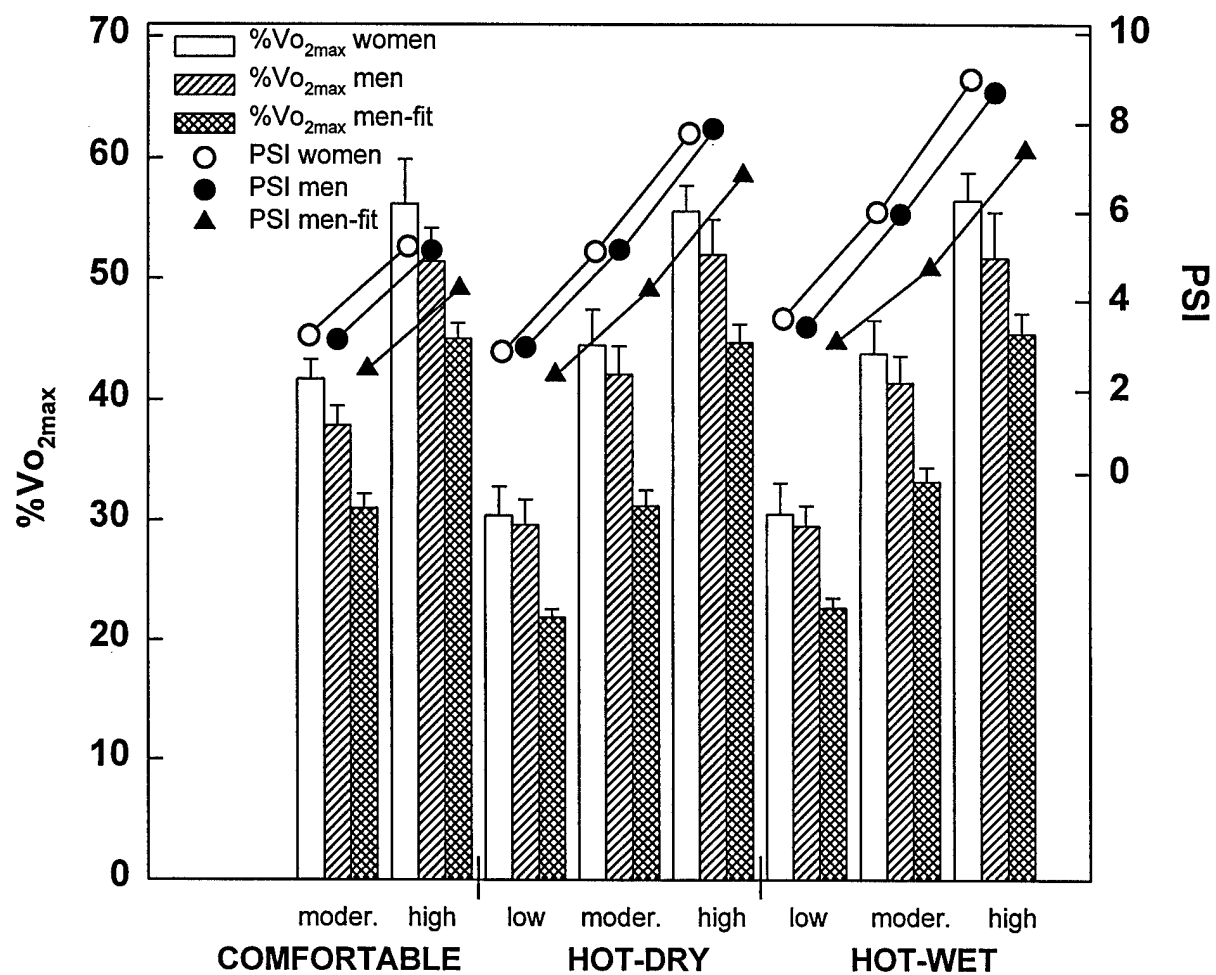 70
60
50
40
30
20
10
0
%Vo2max
%Vo2max women
%Vo2max men
%Vo2max men-fit
PSI women
PSI men
PSI men-fit
10
8
6
4
2
0
PSI
moder. high low moder. high low moder. high
COMFORTABLE HOT-DRY HOT-WET